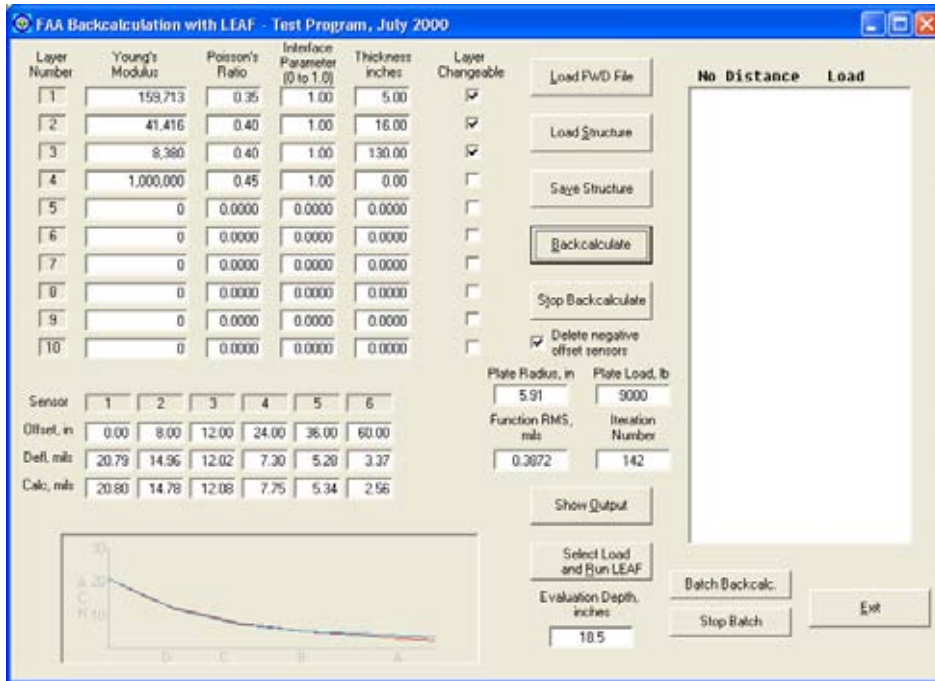 FAA Backcalculation with LEAF - Test Program, July 2000
Layer Number Young's Modulus Poisson's Ratio Interface Parameter (0 to 1.0) Thickness inches Layer Changeable
1 159,713 0.35 1.00 5.00
2 41,416 0.40 1.00 16.00
3 8,380 0.40 1.00 130.00
4 1,000,000 0.45 1.00 0.00
5 0 0.0000 0.0000 0.0000
6 0 0.0000 0.0000 0.0000
7 0 0.0000 0.0000 0.0000
8 0 0.0000 0.0000 0.0000
9 0 0.0000 0.0000 0.0000
10 0 0.0000 0.0000 0.0000
Sensor 1 2 3 4 5 6
Offset, in 0.00 8.00 12.00 24.00 36.00 60.00
Defl, mils 20.79 14.96 12.02 7.30 5.28 3.37
Calc, mils 20.80 14.78 12.08 7.75 5.34 2.56
30
20
10
A
C
N
D C B A
Load FWD File
Load Structure
Save Structure
Backcalculate
Stop Backcalculate
Delete negative
offset sensors
Plate Radius, in Plate Load, lb
5.91 9000
Function RMS, mils Iteration Number
0.3872 142
Show Output
Select Load
and Run LEAF
Evaluation Depth,
inches
18.5
No Distance Load
Batch Backcalc.
Stop Batch
Exit